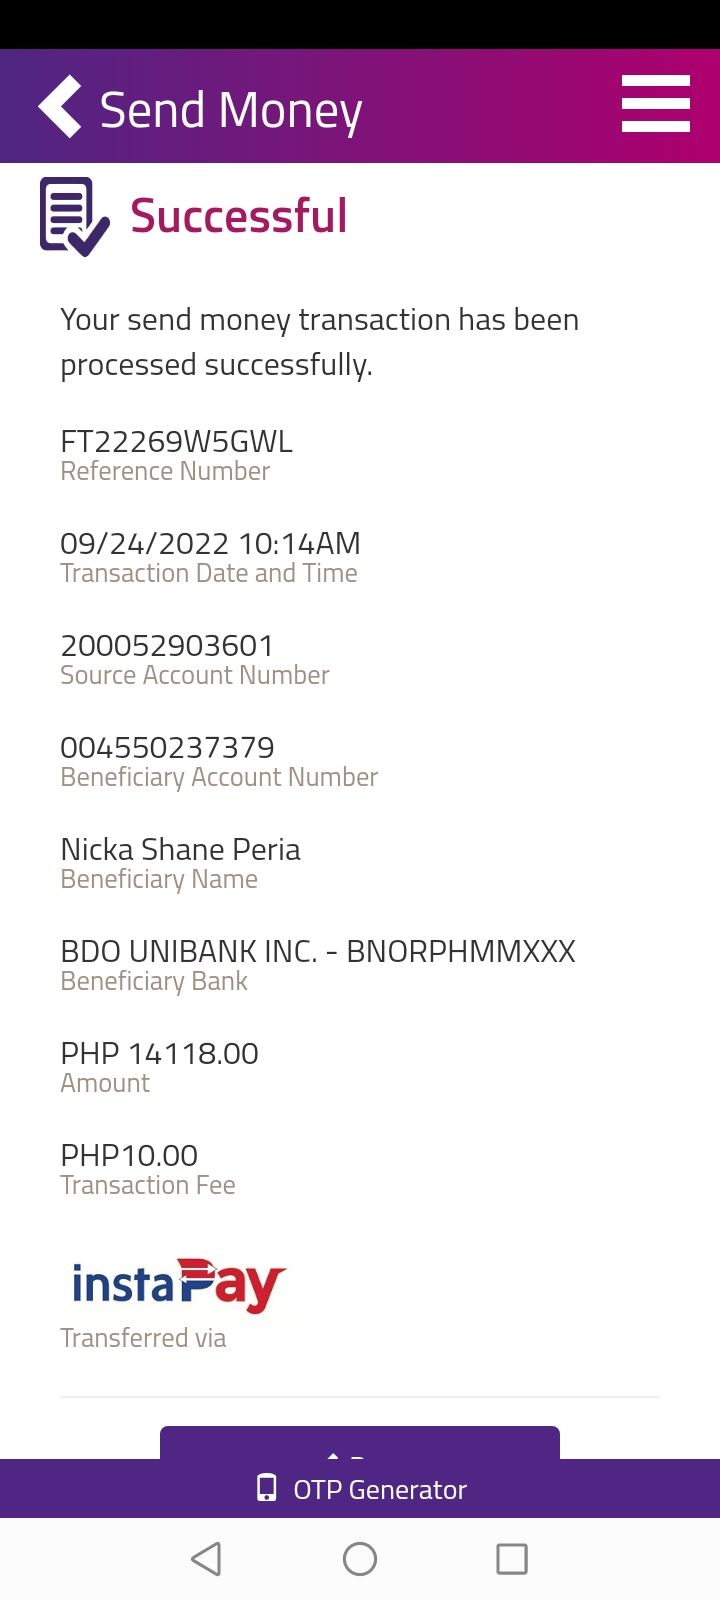 Send Money
Successful
Your send money transaction has been
processed successfully.
FT22269W5GWL
Reference Number
09/24/2022 10:14AM
Transaction Date and Time
200052903601
Source Account Number
004550237379
Beneficiary Account Number
Nicka Shane Peria
Beneficiary Name
BDO UNIBANK INC. - BNORPHMMXXX
Beneficiary Bank
PHP 14118.00
Amount
PHP10.00
Transaction Fee
instaPay
Transferred via
OTP Generator